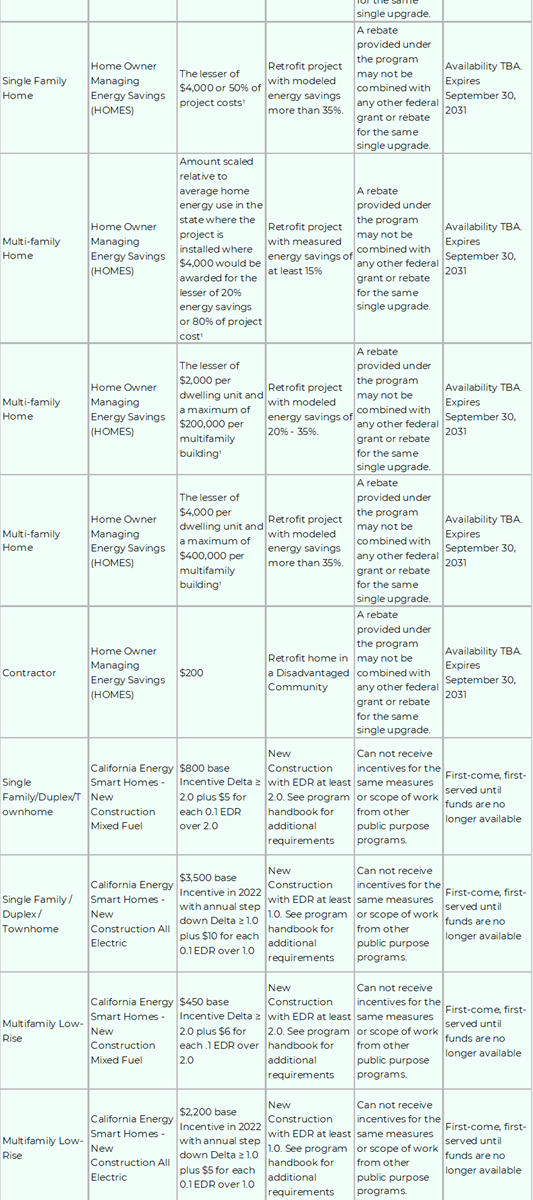 for the same
single upgrade.
Single Family
Home
Home Owner
Managing
Energy Savings
(HOMES)
The lesser of
$4,000 or 50% of
project costs¹
Retrofit project
with modeled
energy savings
more than 35%.
A rebate
provided under
the program
may not be
combined with
any other federal
grant or rebate
for the same
single upgrade.
Availability TBA.
Expires
September 30,
2031
Multi-family
Home
Home Owner
Managing
Energy Savings
(HOMES)
Amount scaled
relative to
average home
energy use in the
state where the
project is
installed where
$4,000 would be
awarded for the
lesser of 20%
energy savings
or 80% of project
cost¹
Retrofit project
with measured
energy savings of
at least 15%
A rebate
provided under
the program
may not be
combined with
any other federal
grant or rebate
for the same
single upgrade.
Availability TBA.
Expires
September 30,
2031
Multi-family
Home
Home Owner
Managing
Energy Savings
(HOMES)
The lesser of
$2,000 per
dwelling unit and
a maximum of
$200,000 per
multifamily
building¹
Retrofit project
with modeled
energy savings of
20% - 35%.
A rebate
provided under
the program
may not be
combined with
any other federal
grant or rebate
for the same
single upgrade.
Availability TBA.
Expires
September 30,
2031
Multi-family
Home
Home Owner
Managing
Energy Savings
(HOMES)
The lesser of
$4,000 per
dwelling unit and
a maximum of
$400,000 per
multifamily
building¹
Retrofit project
with modeled
energy savings
more than 35%.
A rebate
provided under
the program
may not be
combined with
any other federal
grant or rebate
for the same
single upgrade.
Availability TBA.
Expires
September 30,
2031
Contractor
Home Owner
Managing
Energy Savings
(HOMES)
$200
Retrofit home in
a Disadvantaged
Community
A rebate
provided under
the program
may not be
combined with
any other federal
grant or rebate
for the same
single upgrade.
Availability TBA.
Expires
September 30,
2031
Single
Family/Duplex/T
ownhome
California Energy
Smart Homes -
New
Construction
Mixed Fuel
$800 base
Incentive Delta ≥
2.0 plus $5 for
each 0.1 EDR
over 2.0
New
Construction
with EDR at least
2.0. See program
handbook for
additional
requirements
Can not receive
incentives for the
same measures
or scope of work
from other
public purpose
programs.
First-come, first-
served until
funds are no
longer available
Single Family /
Duplex /
Townhome
California Energy
Smart Homes -
New
Construction All
Electric
$3,500 base
Incentive in 2022
with annual step
down Delta ≥ 1.0
plus $10 for each
0.1 EDR over 1.0
New
Construction
with EDR at least
1.0. See program
handbook for
additional
requirements
Can not receive
incentives for the
same measures
or scope of work
from other
public purpose
programs.
First-come, first-
served until
funds are no
longer available
Multifamily Low-
Rise
California Energy
Smart Homes -
New
Construction
Mixed Fuel
$450 base
Incentive Delta ≥
2.0 plus $6 for
each .1 EDR over
2.0
New
Construction
with EDR at least
2.0. See program
handbook for
additional
requirements
Can not receive
incentives for the
same measures
or scope of work
from other
public purpose
programs.
First-come, first-
served until
funds are no
longer available
Multifamily Low-
Rise
California Energy
Smart Homes -
New
Construction All
Electric
$2,200 base
Incentive in 2022
with annual step
down Delta ≥ 1.0
plus $5 for each
0.1 EDR over 1.0
New
Construction
with EDR at least
1.0. See program
handbook for
additional
requirements
Can not receive
incentives for the
same measures
or scope of work
from other
public purpose
programs.
First-come, first-
served until
funds are no
longer available